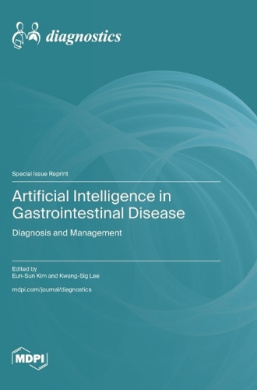 diagnostics
Special Issue Reprint
Artificial Intelligence in
Gastrointestinal Disease
Diagnosis and Management
Edited by
Eun-Sun Kim and Kwang-Sig Lee
mdpi.com/journal/diagnostics
MDPI